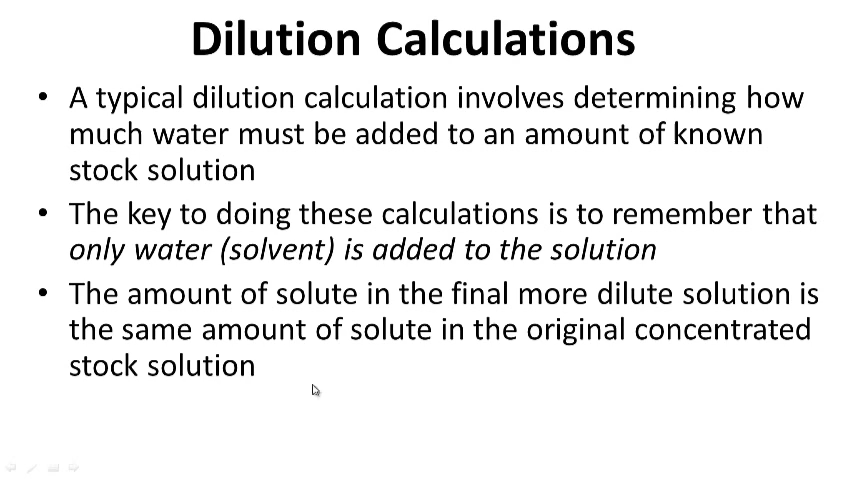 Dilution Calculations
• A typical dilution calculation involves determining how
much water must be added to an amount of known
stock solution
• The key to doing these calculations is to remember that
only water (solvent) is added to the solution
• The amount of solute in the final more dilute solution is
the same amount of solute in the original concentrated
stock solution